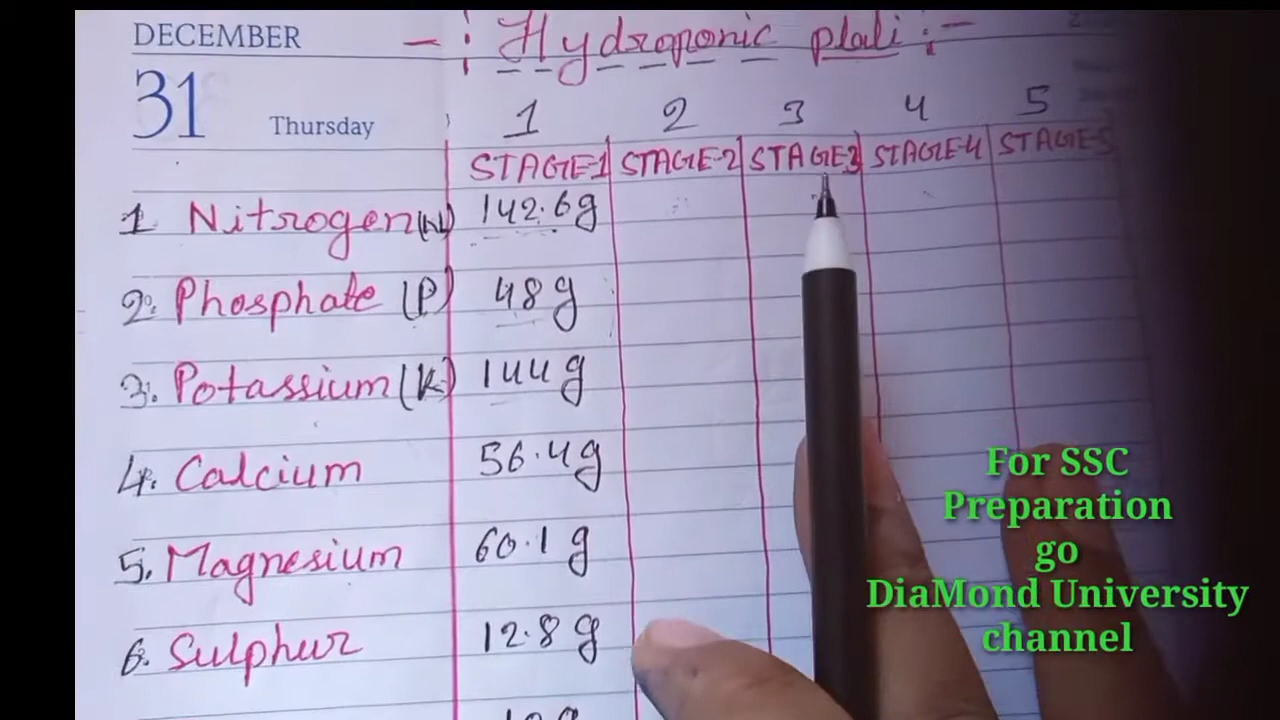 DECEMBER
-: Hydroponic plali :-
31
Thursday
1 2 3 4 5
STAGE-1 STAGE-2 STAGE-3 STAGE-4 STAGE-5
1 Nitrogen(N) 142.6g
2. Phosphate (P) 48g
3. Potassium (K) 144g
4. Calcium 56.4g
5. Magnesium 60.1g
6. Sulphur 12.8g
For SSC
Preparation
go
DiaMond University
channel